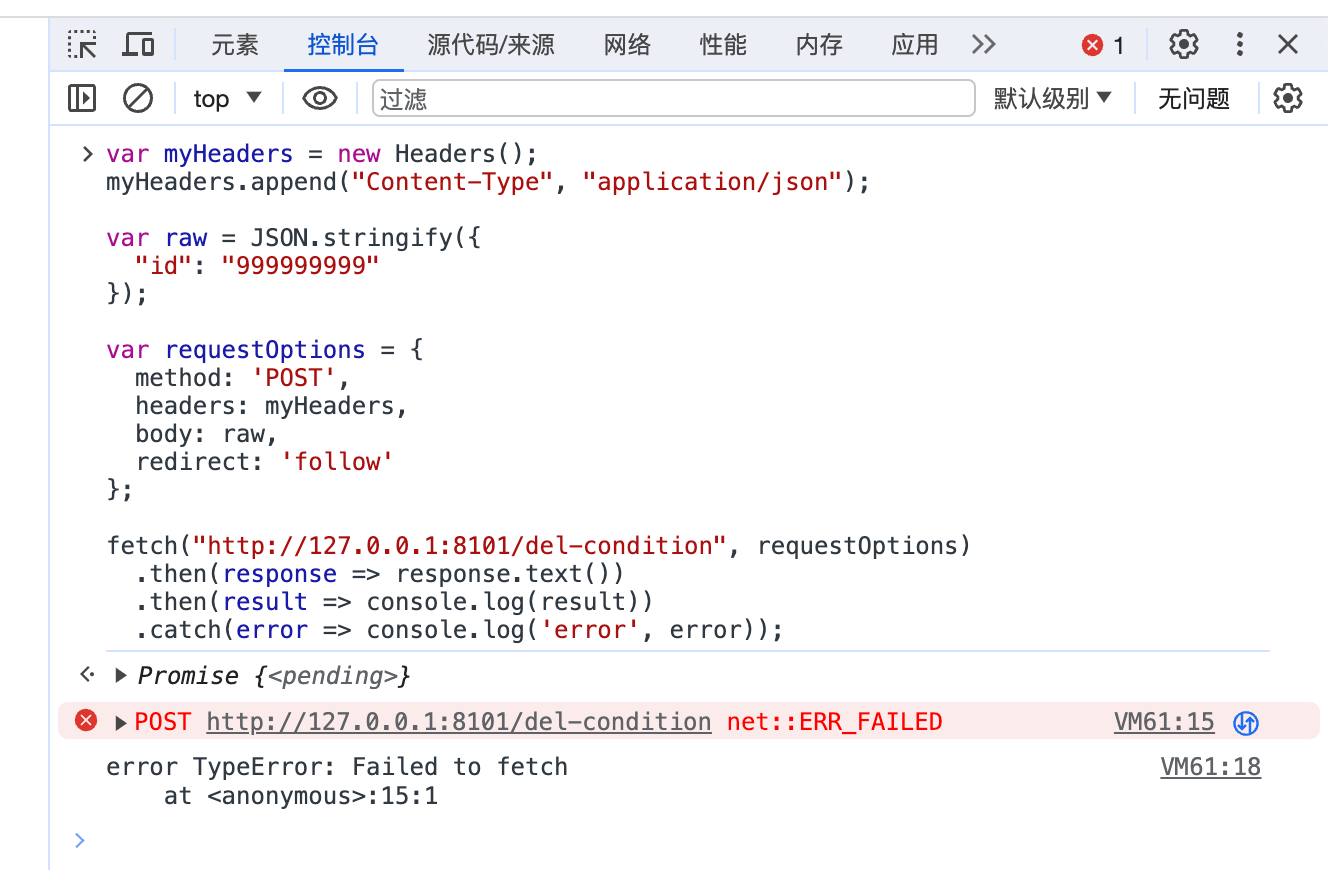 元素 控制台 源代码/来源 网络 性能 内存 应用 1
top 过滤 默认级别 无问题
var myHeaders = new Headers();
myHeaders.append("Content-Type", "application/json");
var raw = JSON.stringify({
  "id": "999999999"
});
var requestOptions = {
  method: 'POST',
  headers: myHeaders,
  body: raw,
  redirect: 'follow'
};
fetch("http://127.0.0.1:8101/del-condition", requestOptions)
  .then(response => response.text())
  .then(result => console.log(result))
  .catch(error => console.log('error', error));
Promise {<pending>}
POST http://127.0.0.1:8101/del-condition net::ERR_FAILED VM61:15
error TypeError: Failed to fetch VM61:18
    at <anonymous>:15:1